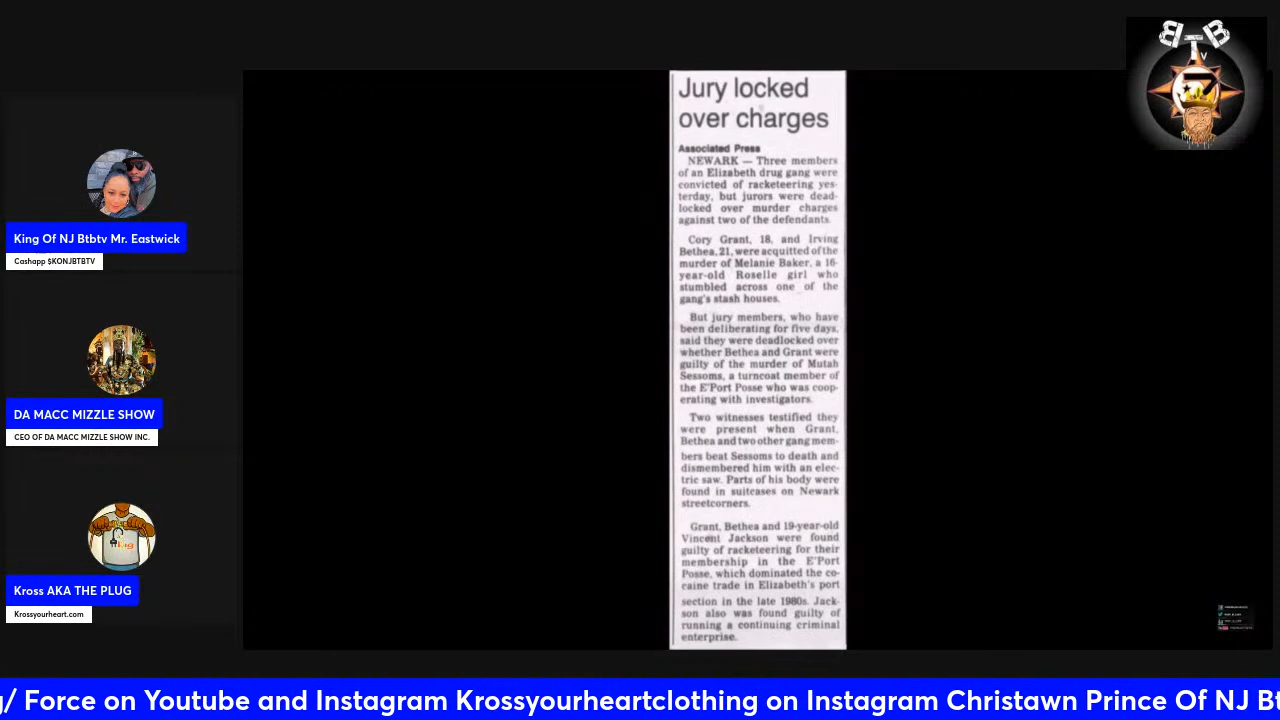 BTB
TV
Jury locked
over charges
Associated Press
NEWARK — Three members
of an Elizabeth drug gang were
convicted of racketeering yes-
terday, but jurors were dead-
locked over murder charges
against two of the defendants.
Cory Grant, 18, and Irving
Bethea, 21, were acquitted of the
murder of Melanie Baker, a 16-
year-old Roselle girl who
stumbled across one of the
gang's stash houses.
But jury members, who have
been deliberating for five days,
said they were deadlocked over
whether Bethea and Grant were
guilty of the murder of Mutah
Sessoms, a turncoat member of
the E'Port Posse who was coop-
erating with investigators.
Two witnesses testified they
were present when Grant,
Bethea and two other gang mem-
bers beat Sessoms to death and
dismembered him with an elec-
tric saw. Parts of his body were
found in suitcases on Newark
streetcorners.
Grant, Bethea and 19-year-old
Vincent Jackson were found
guilty of racketeering for their
membership in the E'Port
Posse, which dominated the co-
caine trade in Elizabeth's port
section in the late 1980s. Jack-
son also was found guilty of
running a continuing criminal
enterprise.
King Of NJ Btbtv Mr. Eastwick
Cashapp $KONJBTBTV
DA MACC MIZZLE SHOW
CEO OF DA MACC MIZZLE SHOW INC.
Kross AKA THE PLUG
Krossyourheart.com
g/ Force on Youtube and Instagram Krossyourheartclothing on Instagram Christawn Prince Of NJ Bt